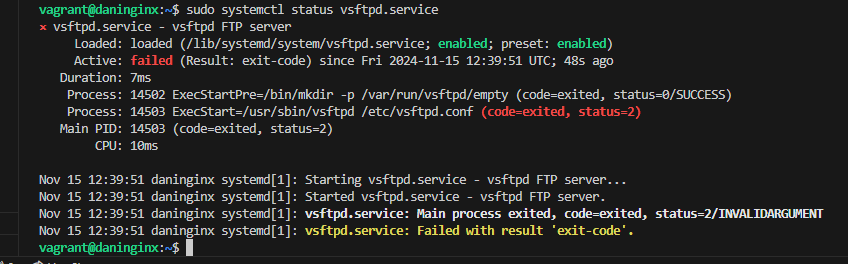 vagrant@daninginx:~$ sudo systemctl status vsftpd.service
× vsftpd.service - vsftpd FTP server
Loaded: loaded (/lib/systemd/system/vsftpd.service; enabled; preset: enabled)
Active: failed (Result: exit-code) since Fri 2024-11-15 12:39:51 UTC; 48s ago
Duration: 7ms
Process: 14502 ExecStartPre=/bin/mkdir -p /var/run/vsftpd/empty (code=exited, status=0/SUCCESS)
Process: 14503 ExecStart=/usr/sbin/vsftpd /etc/vsftpd.conf (code=exited, status=2)
Main PID: 14503 (code=exited, status=2)
CPU: 10ms
Nov 15 12:39:51 daninginx systemd[1]: Starting vsftpd.service - vsftpd FTP server...
Nov 15 12:39:51 daninginx systemd[1]: Started vsftpd.service - vsftpd FTP server.
Nov 15 12:39:51 daninginx systemd[1]: vsftpd.service: Main process exited, code=exited, status=2/INVALIDARGUMENT
Nov 15 12:39:51 daninginx systemd[1]: vsftpd.service: Failed with result 'exit-code'.
vagrant@daninginx:~$